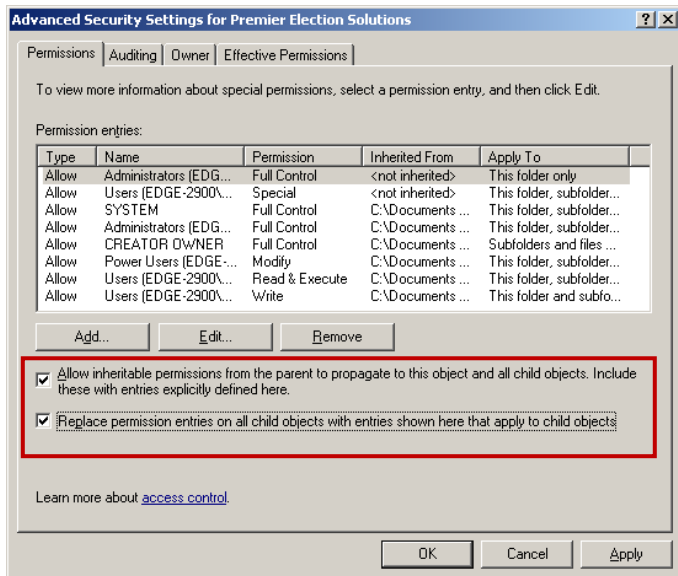 Advanced Security Settings for Premier Election Solutions
Permissions Auditing Owner Effective Permissions
To view more information about special permissions, select a permission entry, and then click Edit.
Permission entries:
Type Name Permission Inherited From Apply To
Allow Administrators (EDG... Full Control <not inherited> This folder only
Allow Users (EDGE-2900\... Special <not inherited> This folder, subfolder...
Allow SYSTEM Full Control C:\Documents ... This folder, subfolder...
Allow Administrators (EDG... Full Control C:\Documents ... This folder, subfolder...
Allow CREATOR OWNER Full Control C:\Documents ... Subfolders and files ...
Allow Power Users (EDGE-... Modify C:\Documents ... This folder, subfolder...
Allow Users (EDGE-2900\... Read & Execute C:\Documents ... This folder, subfolder...
Allow Users (EDGE-2900\... Write C:\Documents ... This folder and subfo...
Add... Edit... Remove
Allow inheritable permissions from the parent to propagate to this object and all child objects. Include
these with entries explicitly defined here.
Replace permission entries on all child objects with entries shown here that apply to child objects
Learn more about access control.
OK Cancel Apply